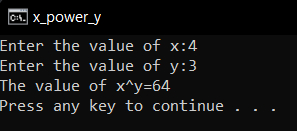 C:\. x_power_y
Enter the value of x:4
Enter the value of y:3
The value of x^y=64
Press any key to continue . . .